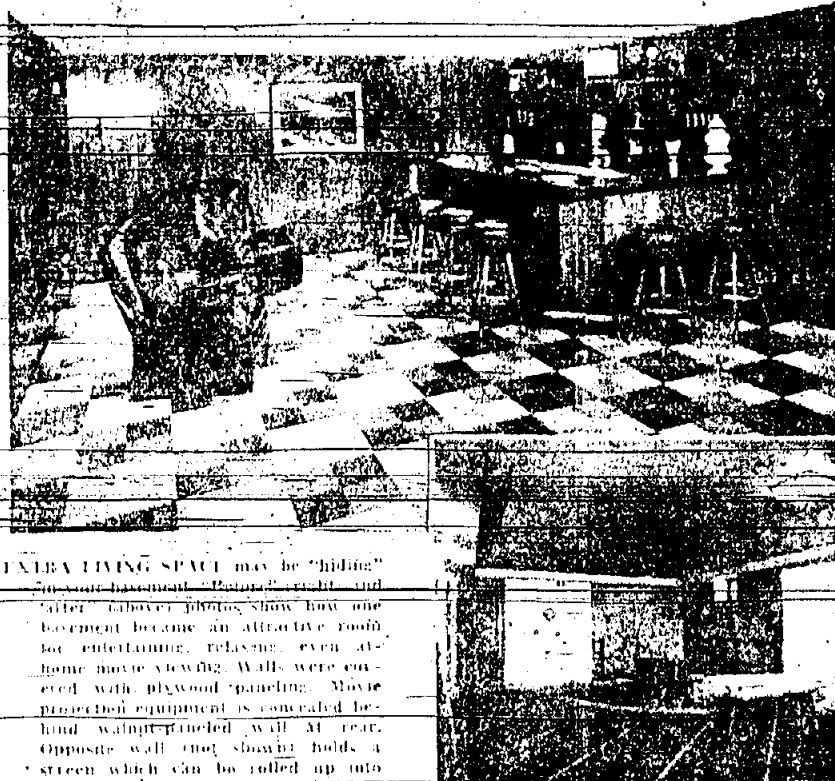 EXTRA LIVING SPACE may be "hiding"
in your basement. "Before" right and
"after" (above) photos show how one
basement became an attractive room
for entertaining, relaxing, even at-
home movie viewing. Walls were cov-
ered with plywood paneling. Movie
projection equipment is concealed be-
hind walnut-paneled wall at rear.
Opposite wall (not shown) holds a
screen which can be rolled up into